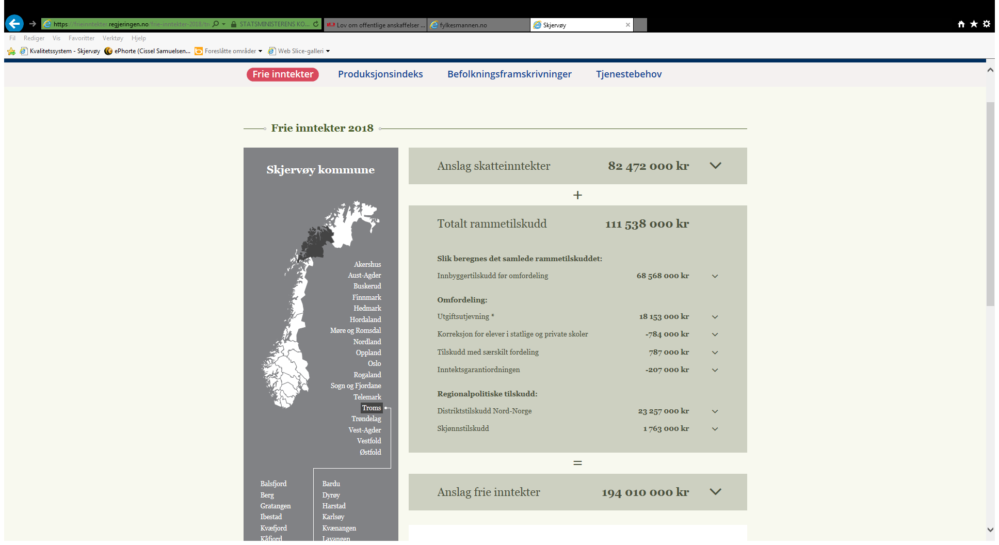 https://frieinntekter.regjeringen.no/frie-inntekter-2018/tr
STATSMINISTERENS KO...
Lov om offentlige anskaffelser ...
fylkesmannen.no
Skjervøy
Fil Rediger Vis Favoritter Verktøy Hjelp
Kvalitetssystem - Skjervøy
ePhorte (Cissel Samuelsen...
Foreslåtte områder
Web Slice-galleri
Frie inntekter
Produksjonsindeks
Befolkningsframskrivninger
Tjenestebehov
Frie inntekter 2018
Skjervøy kommune
Akershus
Aust-Agder
Buskerud
Finnmark
Hedmark
Hordaland
Møre og Romsdal
Nordland
Oppland
Oslo
Rogaland
Sogn og Fjordane
Telemark
Troms
Trøndelag
Vest-Agder
Vestfold
Østfold
Balsfjord Bardu
Berg Dyrøy
Gratangen Harstad
Ibestad Karlsøy
Kvæfjord Kvænangen
Kåfjord Lavangen
Anslag skatteinntekter 82 472 000 kr
+
Totalt rammetilskudd 111 538 000 kr
Slik beregnes det samlede rammetilskuddet:
Innbyggertilskudd før omfordeling 68 568 000 kr
Omfordeling:
Utgiftsutjevning * 18 153 000 kr
Korreksjon for elever i statlige og private skoler -784 000 kr
Tilskudd med særskilt fordeling 787 000 kr
Inntektsgarantiordningen -207 000 kr
Regionalpolitiske tilskudd:
Distriktstilskudd Nord-Norge 23 257 000 kr
Skjønnstilskudd 1 763 000 kr
=
Anslag frie inntekter 194 010 000 kr